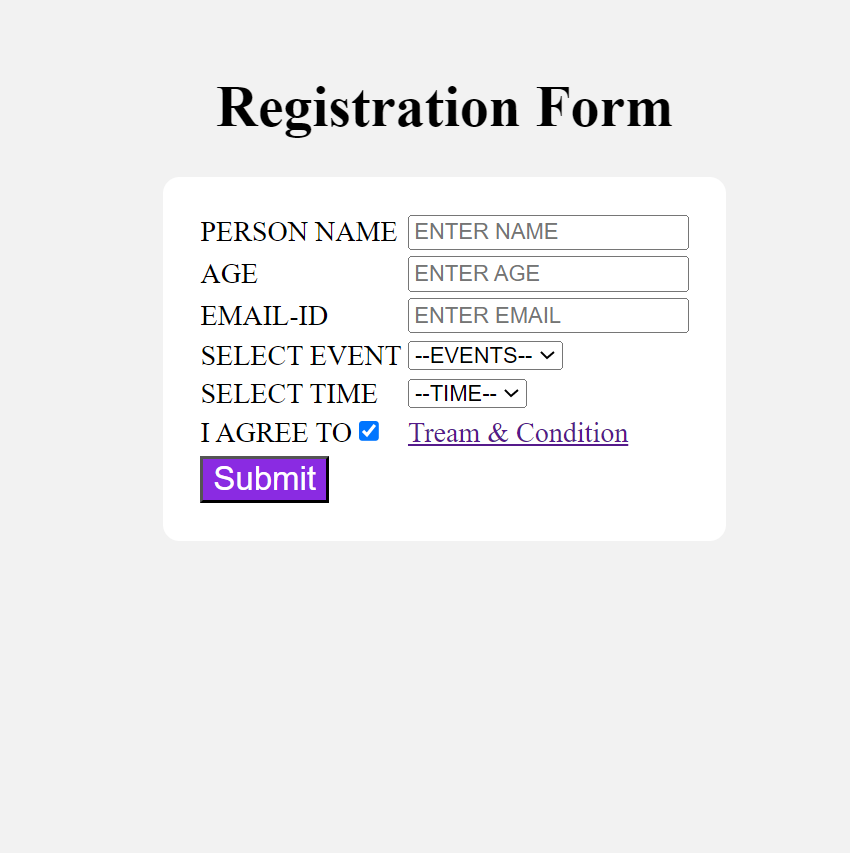 Registration Form
PERSON NAME ENTER NAME
AGE ENTER AGE
EMAIL-ID ENTER EMAIL
SELECT EVENT --EVENTS--
SELECT TIME --TIME--
I AGREE TO Tream & Condition
Submit